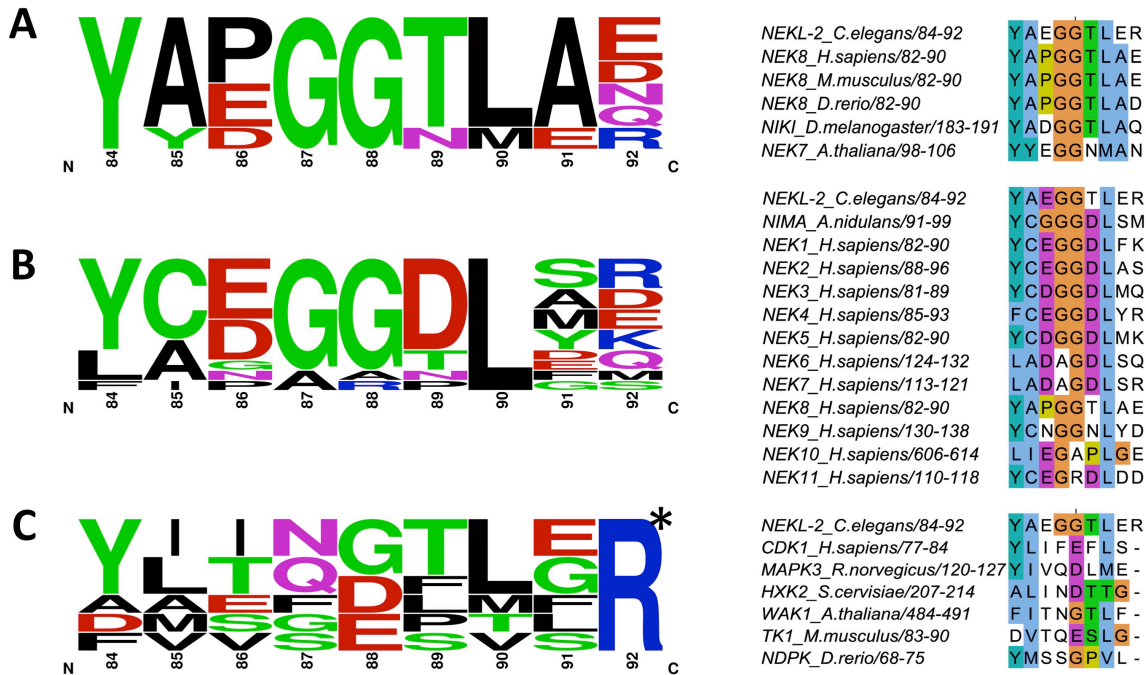 A
YAPGGTLAE
E D
N
Q
Y D N M E R
N 84 85 86 87 88 89 90 91 92 C
NEKL-2_C.elegans/84-92 YAEGGTLER
NEK8_H.sapiens/82-90 YAPGGTLAE
NEK8_M.musculus/82-90 YAPGGTLAE
NEK8_D.rerio/82-90 YAPGGTLAD
NIKI_D.melanogaster/183-191 YADGGTLAQ
NEK7_A.thaliana/98-106 YYEGGNMAN
B
YCEGGDLSR
A D
M E
A D T Y K
L G N E Q
N A A F M
F I P R P G S
N 84 85 86 87 88 89 90 91 92 C
NEKL-2_C.elegans/84-92 YAEGGTLER
NIMA_A.nidulans/91-99 YCGGGDLSM
NEK1_H.sapiens/82-90 YCEGGDLFK
NEK2_H.sapiens/88-96 YCEGGDLAS
NEK3_H.sapiens/81-89 YCDGGDLMQ
NEK4_H.sapiens/85-93 FCEGGDLYR
NEK5_H.sapiens/82-90 YCDGGDLMK
NEK6_H.sapiens/124-132 LADAGDLSQ
NEK7_H.sapiens/113-121 LADAGDLSR
NEK8_H.sapiens/82-90 YAPGGTLAE
NEK9_H.sapiens/130-138 YCNGGNLYD
NEK10_H.sapiens/606-614 LIEGAPLGE
NEK11_H.sapiens/110-118 YCEGRDLDD
C
YIINGTLER*
L T Q D F G
A A E F L M F
D M S G E P T L
F V V S S V S
N 84 85 86 87 88 89 90 91 92 C
NEKL-2_C.elegans/84-92 YAEGGTLER
CDK1_H.sapiens/77-84 YLIFEFLS-
MAPK3_R.norvegicus/120-127 YIVQDLME-
HXK2_S.cervisiae/207-214 ALINDTTG-
WAK1_A.thaliana/484-491 FITNGTLF-
TK1_M.musculus/83-90 DVTQESLG-
NDPK_D.rerio/68-75 YMSSGPVL-